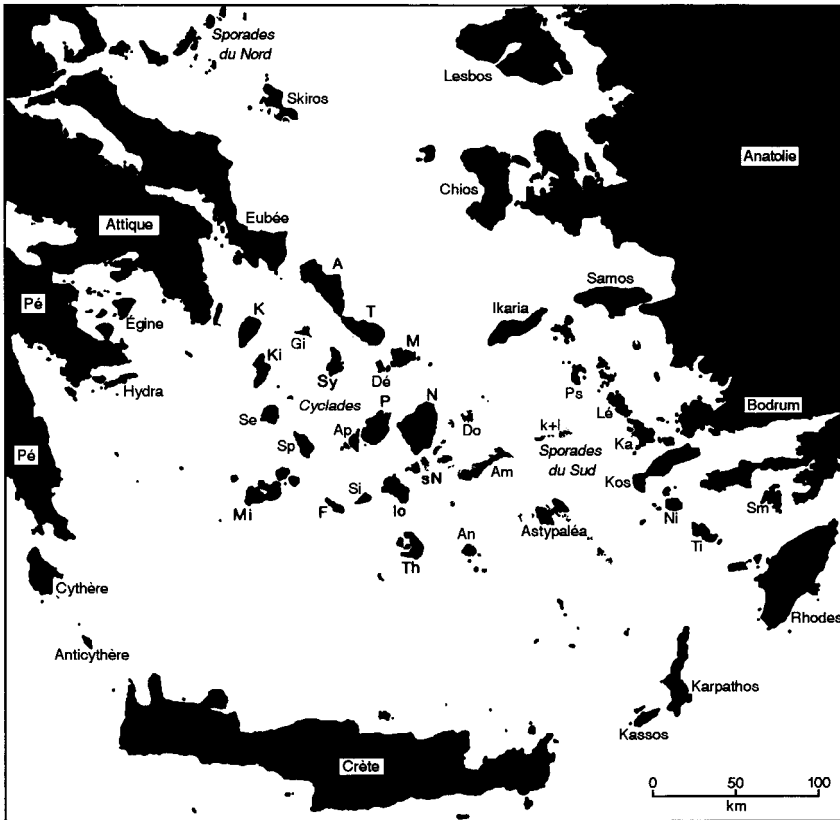 Sporades
du Nord
Lesbos
Skiros
Anatolie
Chios
Attique
Eubée
A
Samos
Pé
Égine
K
T
Ikaria
Gi
M
Ki
Sy
Dé
Hydra
Ps
Cyclades
P
N
Lé
Bodrum
Se
Do
k+l
Ap
Sp
Ka
Pé
Sporades
du Sud
Am
sN
Kos
Si
Mi
F
Io
Sm
Ni
Astypaléa
An
Ti
Th
Cythère
Rhodes
Anticythère
Karpathos
Kassos
Crète
0 50 100
km